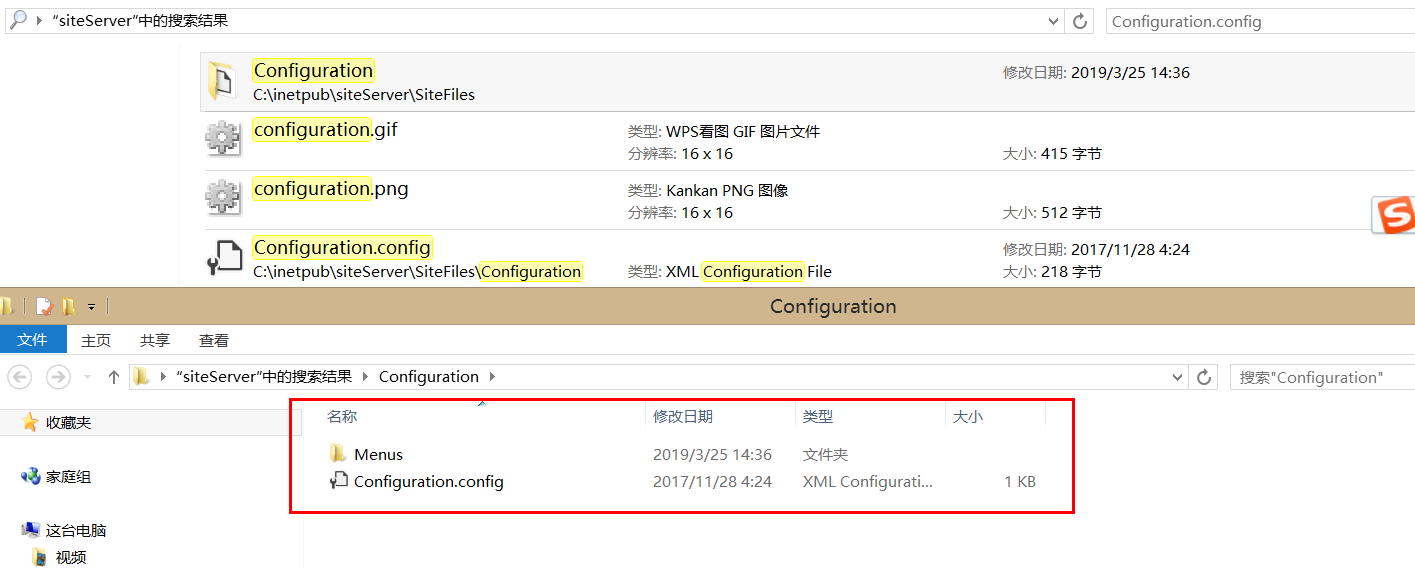 “siteServer”中的搜索结果
Configuration.config
Configuration
修改日期: 2019/3/25 14:36
C:\inetpub\siteServer\SiteFiles
configuration.gif
类型: WPS看图 GIF 图片文件
分辨率: 16 x 16
大小: 415 字节
configuration.png
类型: Kankan PNG 图像
分辨率: 16 x 16
大小: 512 字节
Configuration.config
修改日期: 2017/11/28 4:24
C:\inetpub\siteServer\SiteFiles\Configuration
类型: XML Configuration File
大小: 218 字节
Configuration
文件 主页 共享 查看
“siteServer”中的搜索结果 Configuration
搜索"Configuration"
收藏夹
家庭组
这台电脑
视频
名称 修改日期 类型 大小
Menus 2019/3/25 14:36 文件夹
Configuration.config 2017/11/28 4:24 XML Configurati... 1 KB